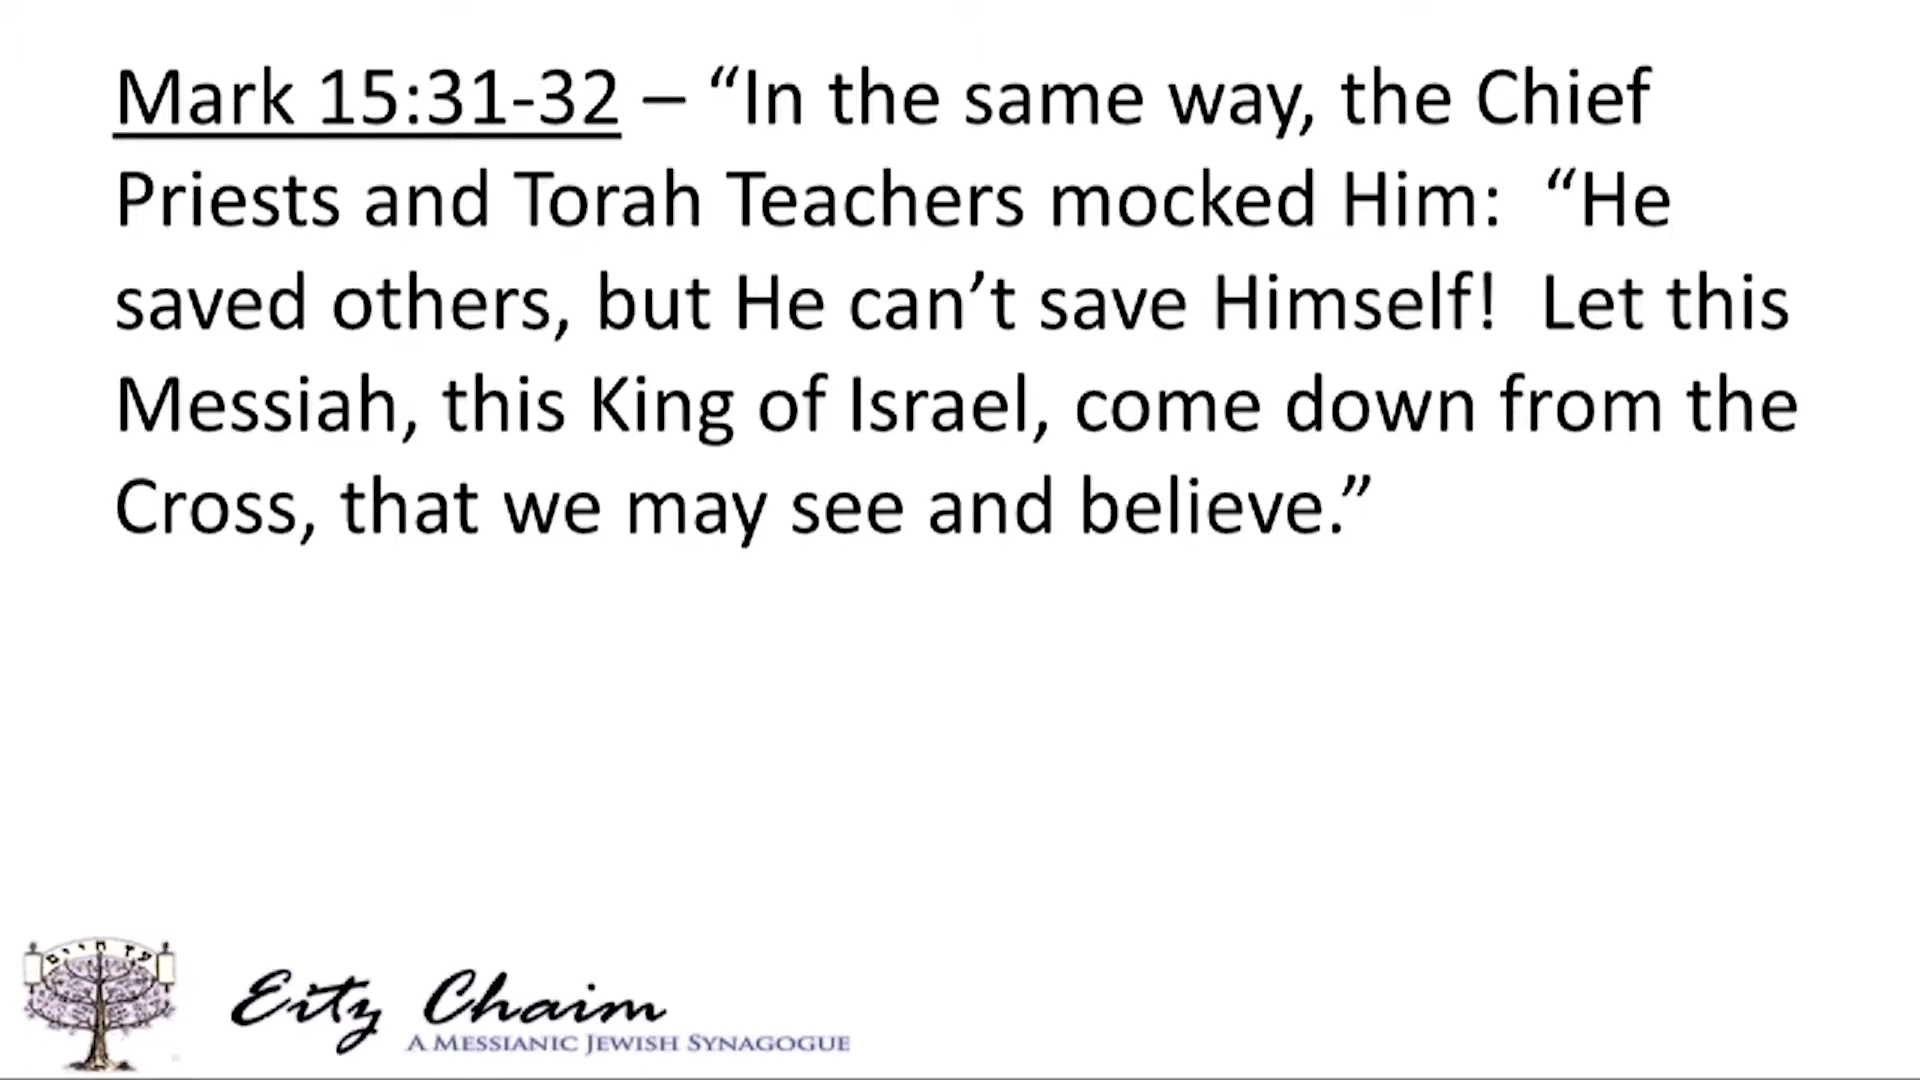 Mark 15:31-32 – “In the same way, the Chief
Priests and Torah Teachers mocked Him:  “He
saved others, but He can’t save Himself!  Let this
Messiah, this King of Israel, come down from the
Cross, that we may see and believe.”
עץ חיים
Eitz Chaim
A MESSIANIC JEWISH SYNAGOGUE